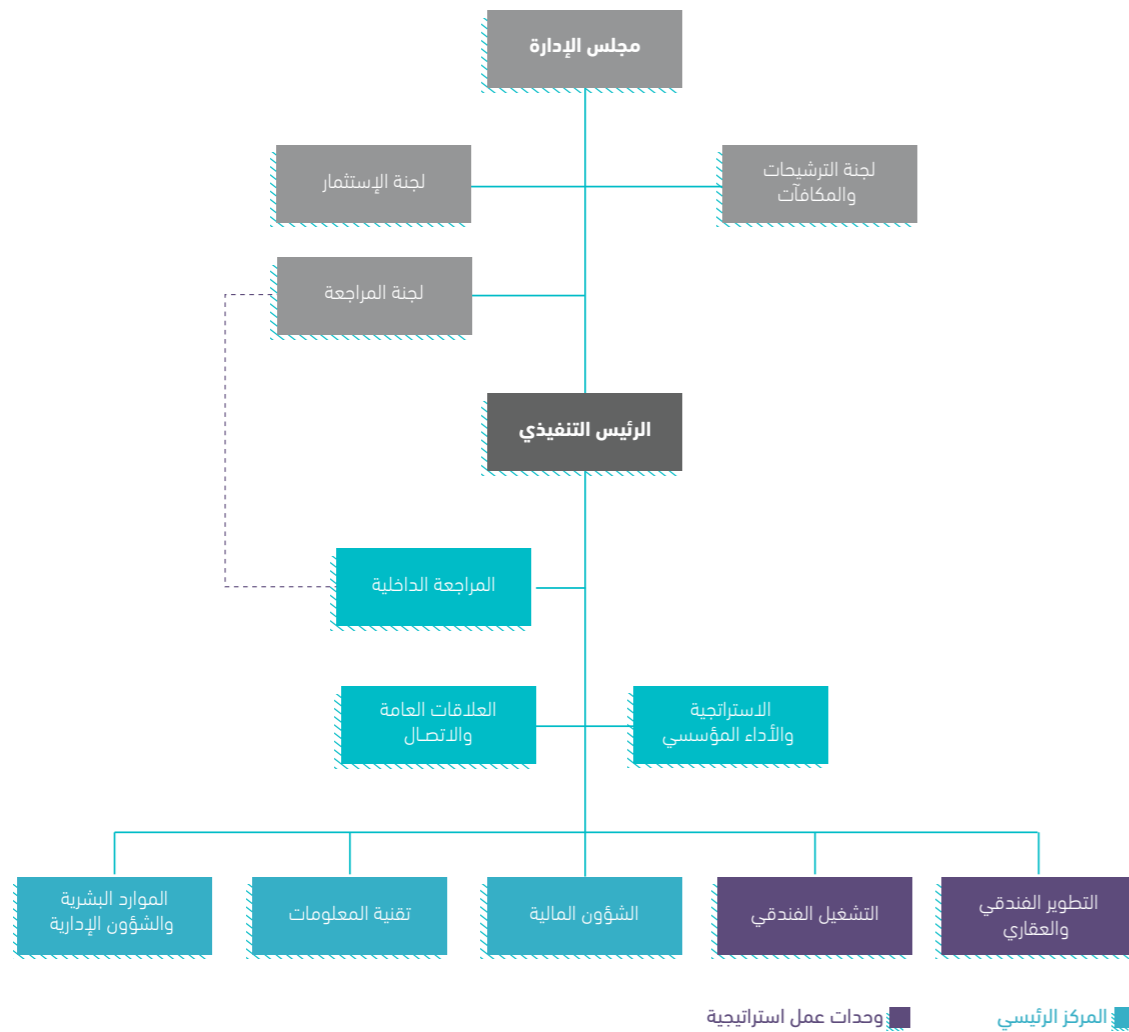 مجلس الإدارة
لجنة الترشيحات
والمكافآت
لجنة الإستثمار
لجنة المراجعة
الرئيس التنفيذي
المراجعة الداخلية
الاستراتجية
والأداء المؤسسي
العلاقات العامة
والاتصال
التطوير الفندقي
والعقاري
التشغيل الفندقي
الشؤون المالية
تقنية المعلومات
الموارد البشرية
والشؤون الإدارية
المركز الرئيسي
وحدات عمل استراتيجية